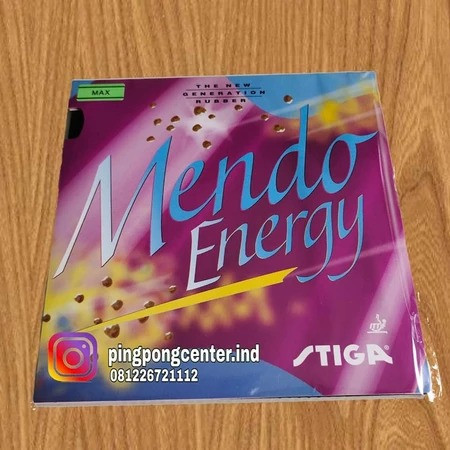 MAX
THE NEW
GENERATION
RUBBER
Mendo
Energy
pingpongcenter.ind
081226721112
STIGA